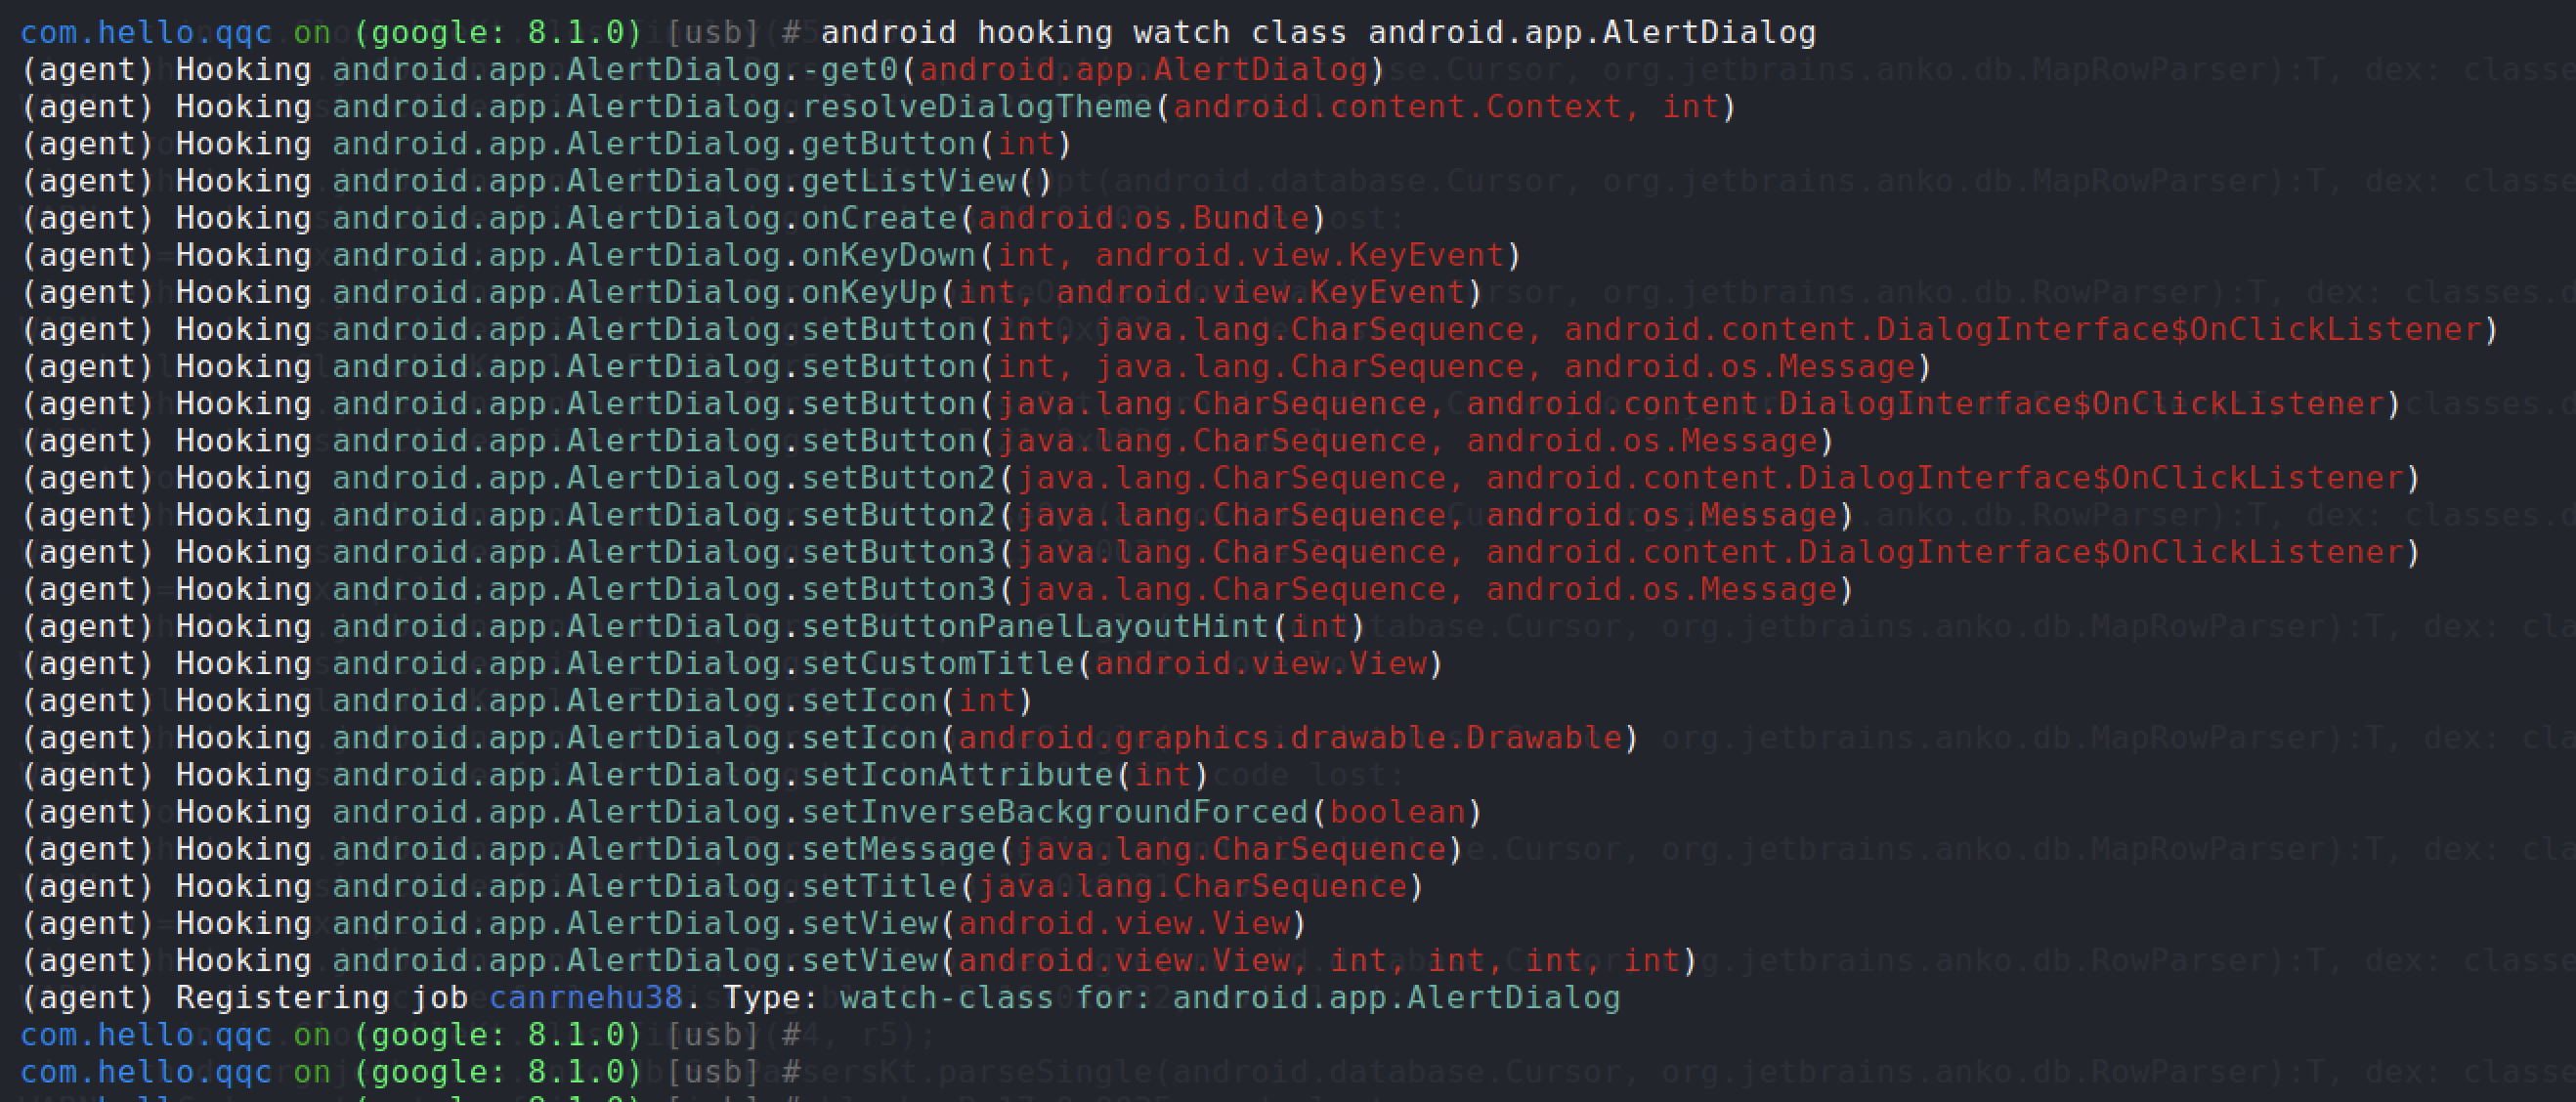 com.hello.qqc on (google: 8.1.0) [usb] # android hooking watch class android.app.AlertDialog
(agent) Hooking android.app.AlertDialog.-get0(android.app.AlertDialog)
(agent) Hooking android.app.AlertDialog.resolveDialogTheme(android.content.Context, int)
(agent) Hooking android.app.AlertDialog.getButton(int)
(agent) Hooking android.app.AlertDialog.getListView()
(agent) Hooking android.app.AlertDialog.onCreate(android.os.Bundle)
(agent) Hooking android.app.AlertDialog.onKeyDown(int, android.view.KeyEvent)
(agent) Hooking android.app.AlertDialog.onKeyUp(int, android.view.KeyEvent)
(agent) Hooking android.app.AlertDialog.setButton(int, java.lang.CharSequence, android.content.DialogInterface$OnClickListener)
(agent) Hooking android.app.AlertDialog.setButton(int, java.lang.CharSequence, android.os.Message)
(agent) Hooking android.app.AlertDialog.setButton(java.lang.CharSequence, android.content.DialogInterface$OnClickListener)
(agent) Hooking android.app.AlertDialog.setButton(java.lang.CharSequence, android.os.Message)
(agent) Hooking android.app.AlertDialog.setButton2(java.lang.CharSequence, android.content.DialogInterface$OnClickListener)
(agent) Hooking android.app.AlertDialog.setButton2(java.lang.CharSequence, android.os.Message)
(agent) Hooking android.app.AlertDialog.setButton3(java.lang.CharSequence, android.content.DialogInterface$OnClickListener)
(agent) Hooking android.app.AlertDialog.setButton3(java.lang.CharSequence, android.os.Message)
(agent) Hooking android.app.AlertDialog.setButtonPanelLayoutHint(int)
(agent) Hooking android.app.AlertDialog.setCustomTitle(android.view.View)
(agent) Hooking android.app.AlertDialog.setIcon(int)
(agent) Hooking android.app.AlertDialog.setIcon(android.graphics.drawable.Drawable)
(agent) Hooking android.app.AlertDialog.setIconAttribute(int)
(agent) Hooking android.app.AlertDialog.setInverseBackgroundForced(boolean)
(agent) Hooking android.app.AlertDialog.setMessage(java.lang.CharSequence)
(agent) Hooking android.app.AlertDialog.setTitle(java.lang.CharSequence)
(agent) Hooking android.app.AlertDialog.setView(android.view.View)
(agent) Hooking android.app.AlertDialog.setView(android.view.View, int, int, int, int)
(agent) Registering job canrnehu38. Type: watch-class for: android.app.AlertDialog
com.hello.qqc on (google: 8.1.0) [usb] #
com.hello.qqc on (google: 8.1.0) [usb] #